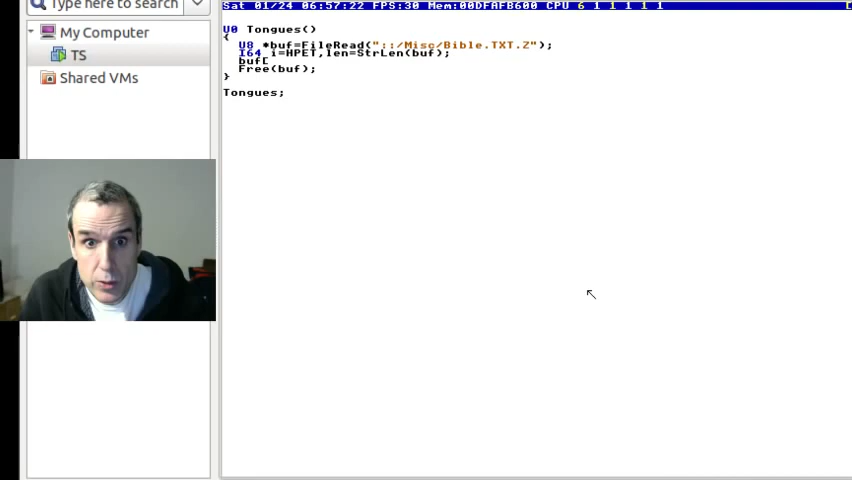 Type here to search
My Computer
TS
Shared VMs
Sat 01/24 06:57:22 FPS:30 Mem:00DFAFB600 CPU 6 1 1 1 1 1
U0 Tongues()
{
U8 *buf=FileRead("::/Misc/Bible.TXT.Z");
I64 i=HPET,len=StrLen(buf);
buf[
Free(buf);
}
Tongues;